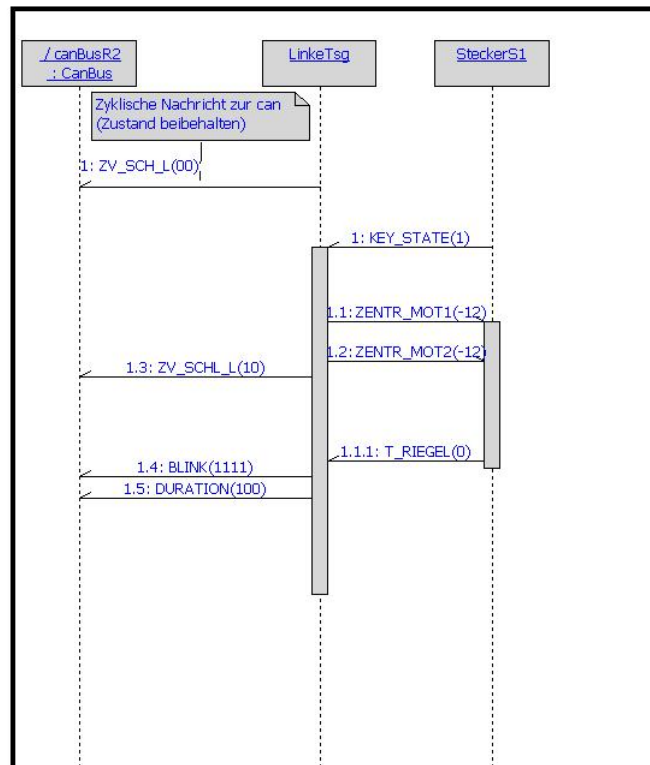 / canBusR2
: CanBus
LinkeTsg
SteckerS1
Zyklische Nachricht zur can
(Zustand beibehalten)
1: ZV_SCH_L(00)
1: KEY_STATE(1)
1.1: ZENTR_MOT1(-12)
1.2: ZENTR_MOT2(-12)
1.3: ZV_SCHL_L(10)
1.1.1: T_RIEGEL(0)
1.4: BLINK(1111)
1.5: DURATION(100)